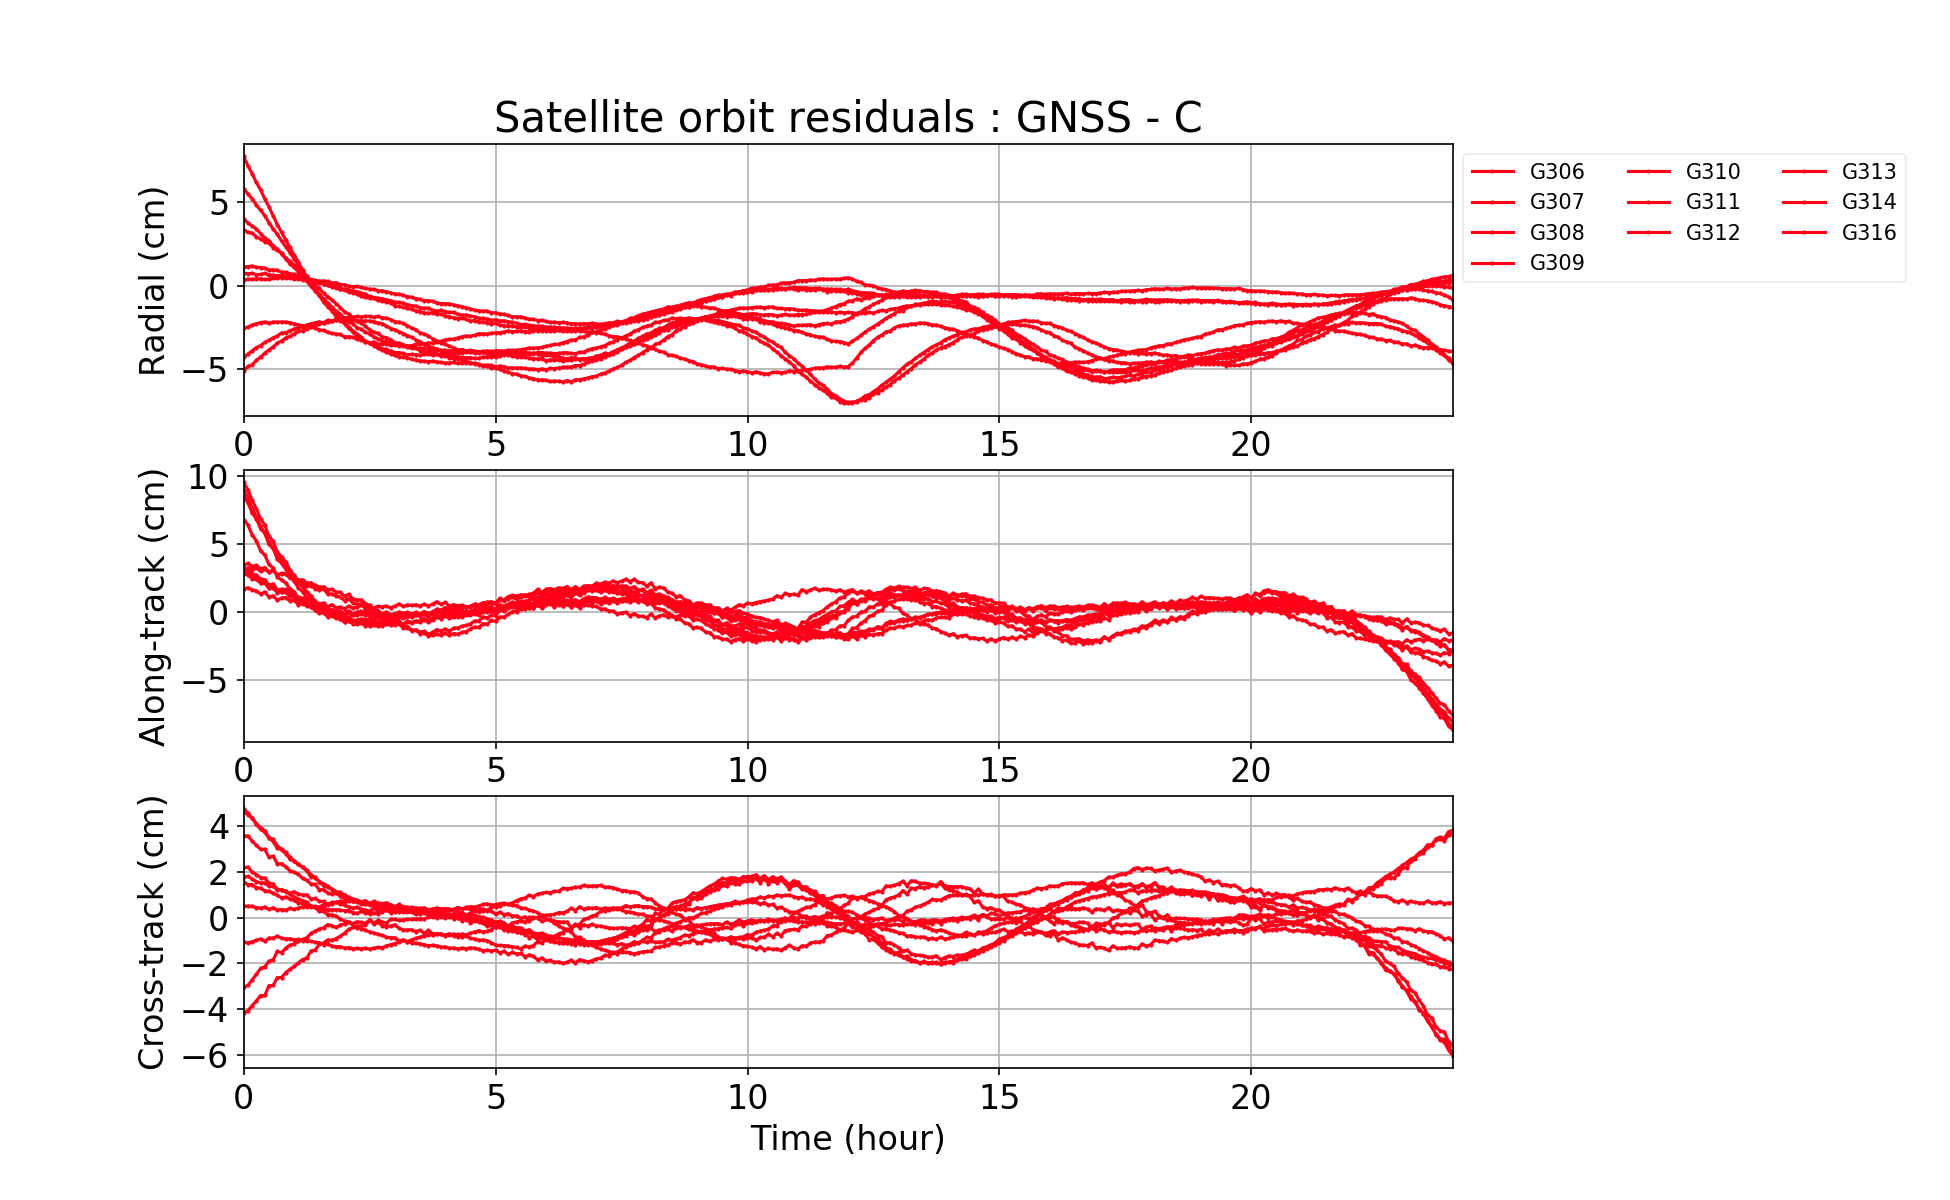 Satellite orbit residuals : GNSS - C
Radial (cm)
5
0
−5
0 5 10 15 20
G306 G310 G313
G307 G311 G314
G308 G312 G316
G309
Along-track (cm)
10
5
0
−5
0 5 10 15 20
Cross-track (cm)
4
2
0
−2
−4
−6
0 5 10 15 20
Time (hour)